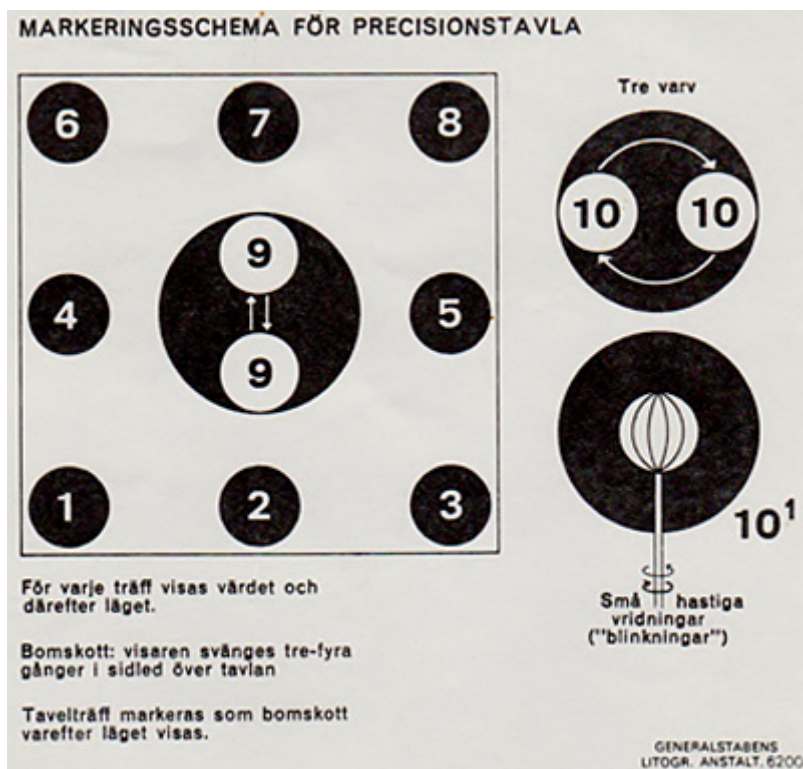 MARKERINGSSCHEMA FÖR PRECISIONSTAVLA
6 7 8
Tre varv
10 10
9
4 5
9
1 2 3
10¹
För varje träff visas värdet och
därefter läget.
Små hastiga
vridningar
("blinkningar")
Bomskott: visaren svänges tre-fyra
gånger i sidled över tavlan
Tavelträff markeras som bomskott
varefter läget visas.
GENERALSTABENS
LITOGR. ANSTALT. 6200